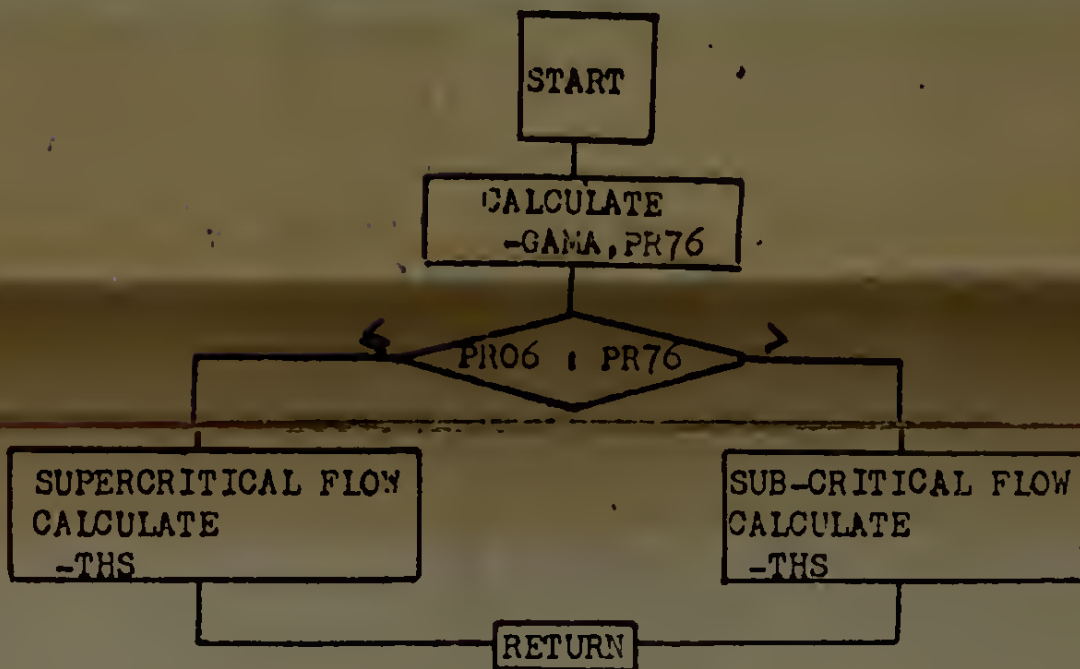 START
CALCULATE
-GAMA, PR76
< >
PR06 : PR76
SUPERCRITICAL FLOW
CALCULATE
-THS
SUB-CRITICAL FLOW
CALCULATE
-THS
RETURN